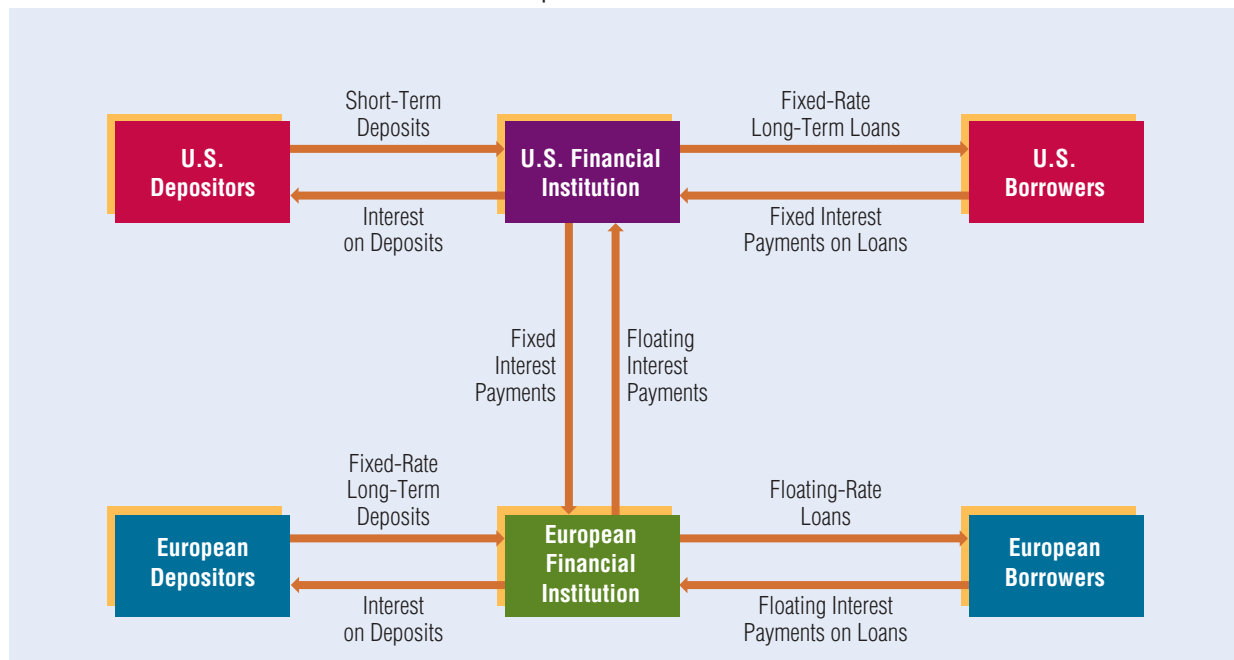 Short-Term
Deposits
Fixed-Rate
Long-Term Loans
U.S.
Depositors
U.S. Financial
Institution
U.S.
Borrowers
Interest
on Deposits
Fixed Interest
Payments on Loans
Fixed
Interest
Payments
Floating
Interest
Payments
Fixed-Rate
Long-Term
Deposits
Floating-Rate
Loans
European
Depositors
European
Financial
Institution
European
Borrowers
Interest
on Deposits
Floating Interest
Payments on Loans